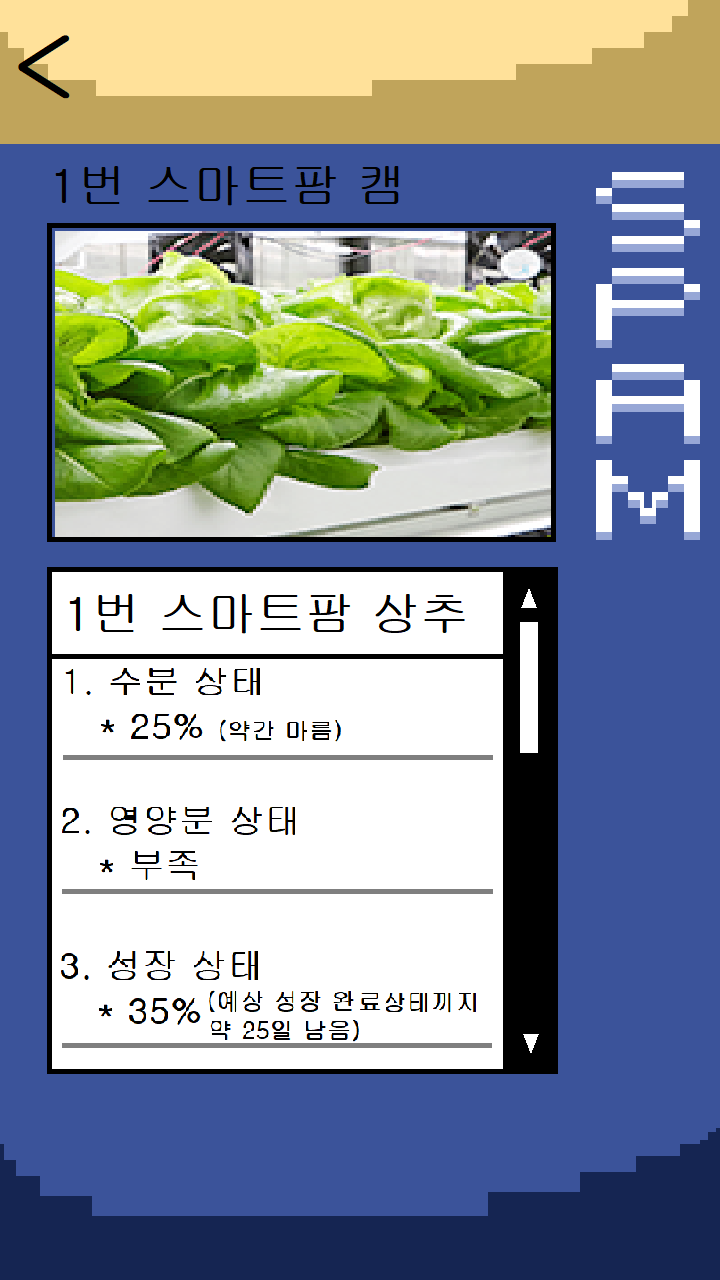 1번 스마트팜 캠
SPAM
1번 스마트팜 상추
1. 수분 상태
* 25% (약간 마름)
2. 영양분 상태
* 부족
3. 성장 상태
* 35% (예상 성장 완료상태까지
약 25일 남음)